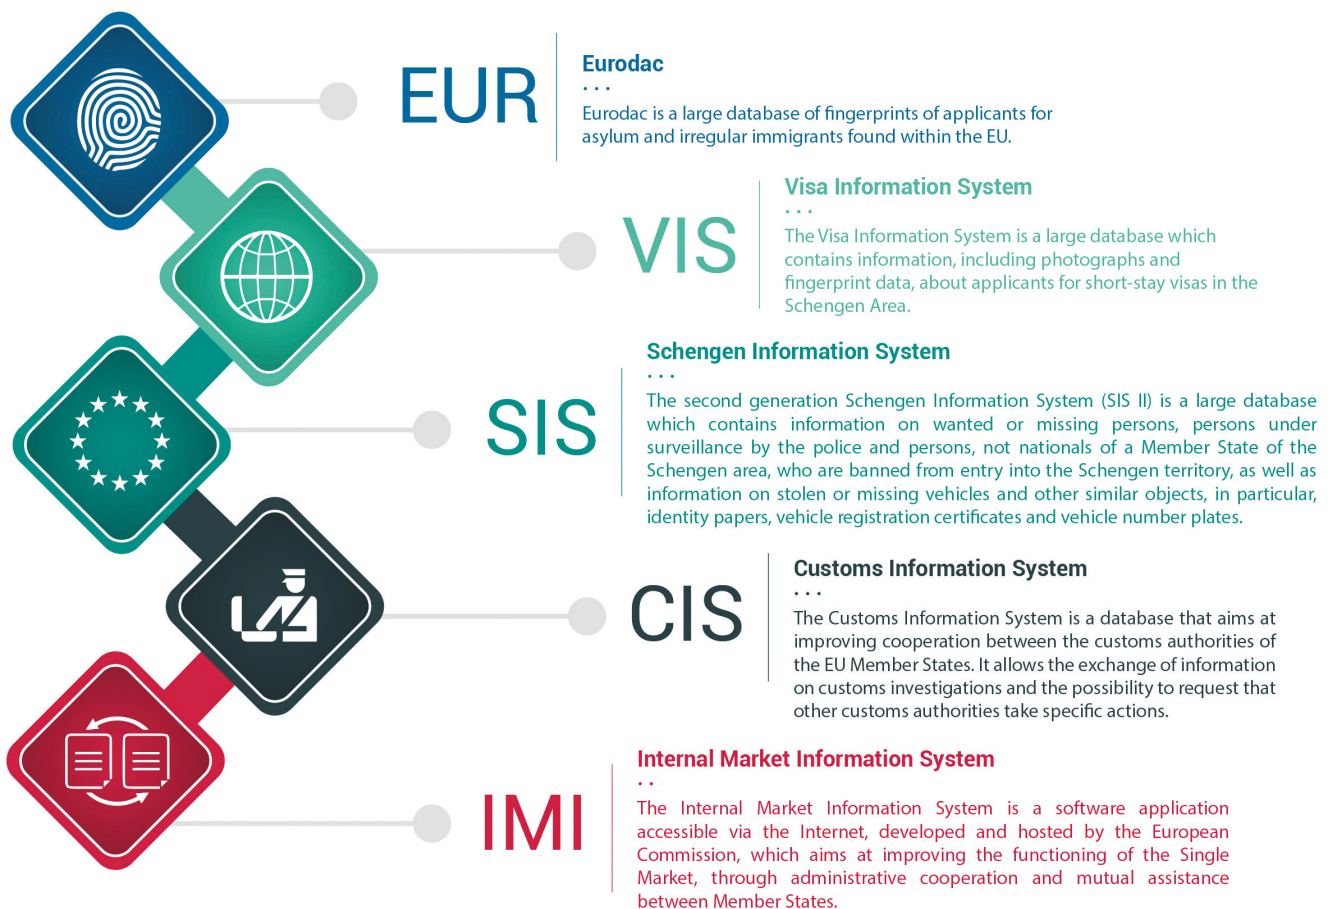 EUR
Eurodac
...
Eurodac is a large database of fingerprints of applicants for
asylum and irregular immigrants found within the EU.
VIS
Visa Information System
...
The Visa Information System is a large database which
contains information, including photographs and
fingerprint data, about applicants for short-stay visas in the
Schengen Area.
SIS
Schengen Information System
...
The second generation Schengen Information System (SIS II) is a large database
which contains information on wanted or missing persons, persons under
surveillance by the police and persons, not nationals of a Member State of the
Schengen area, who are banned from entry into the Schengen territory, as well as
information on stolen or missing vehicles and other similar objects, in particular,
identity papers, vehicle registration certificates and vehicle number plates.
CIS
Customs Information System
...
The Customs Information System is a database that aims at
improving cooperation between the customs authorities of
the EU Member States. It allows the exchange of information
on customs investigations and the possibility to request that
other customs authorities take specific actions.
IMI
Internal Market Information System
..
The Internal Market Information System is a software application
accessible via the Internet, developed and hosted by the European
Commission, which aims at improving the functioning of the Single
Market, through administrative cooperation and mutual assistance
between Member States.